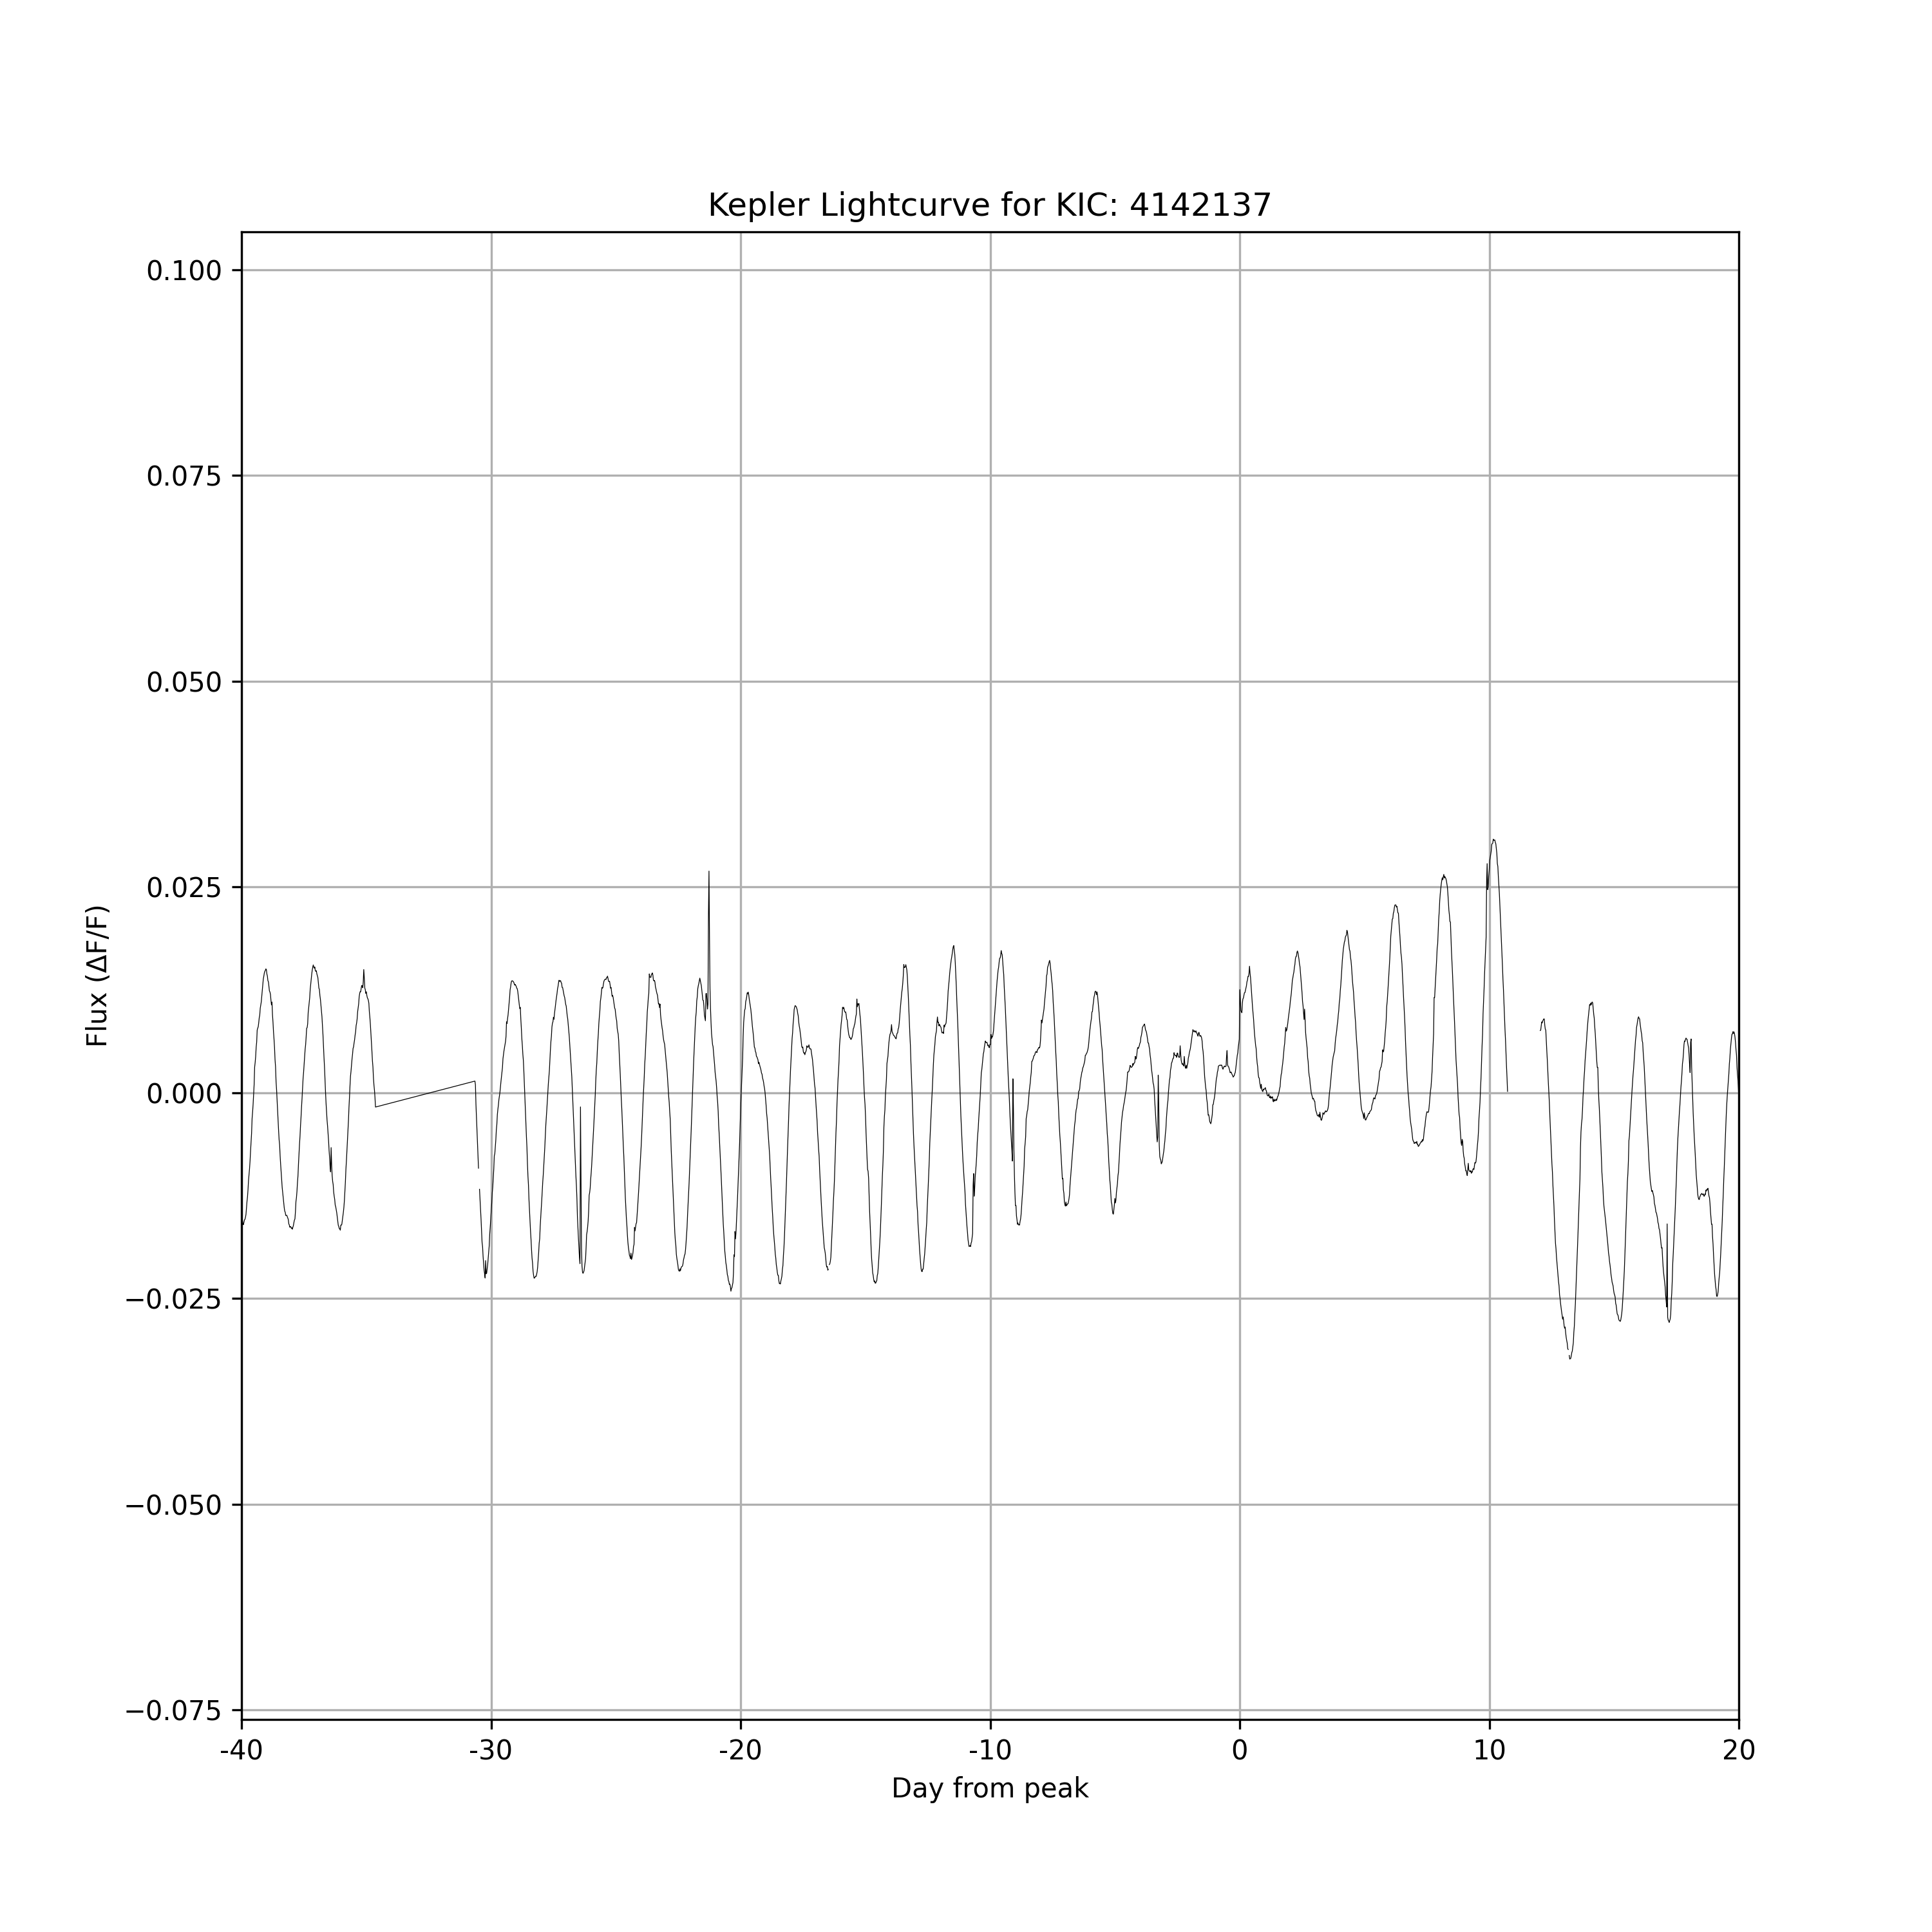 Kepler Lightcurve for KIC: 4142137
0.100
0.075
0.050
0.025
0.000
−0.025
−0.050
−0.075
Flux (ΔF/F)
-40 -30 -20 -10 0 10 20
Day from peak